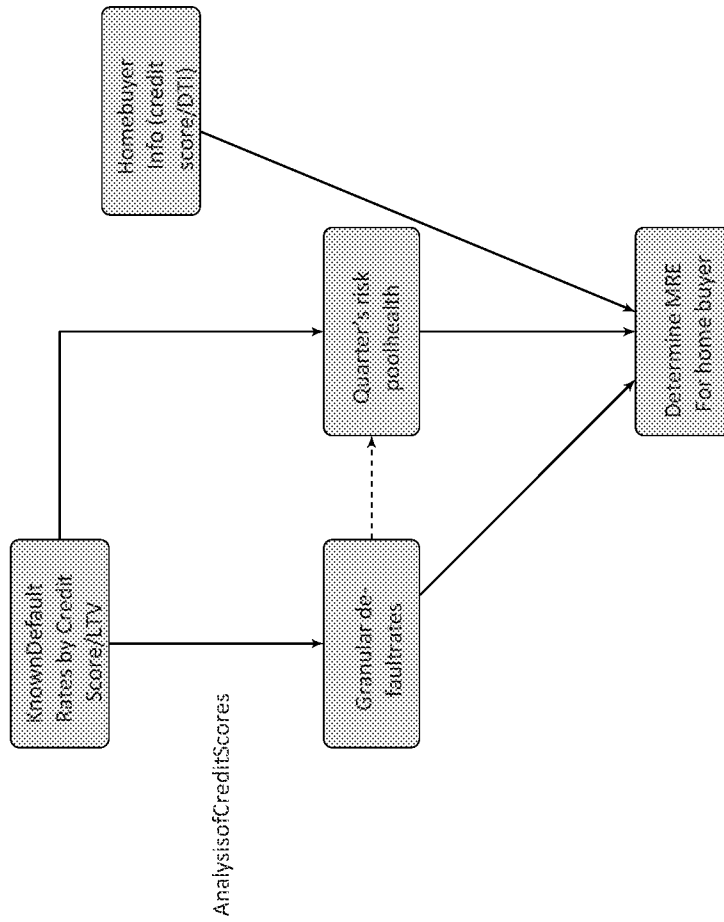 KnownDefault
Rates by Credit
Score/LTV
Homebuyer
Info (credit
score/DTI)
AnalysisofCreditScores
Granular de-
faultrates
Quarter's risk
poolhealth
Determine MRE
For home buyer